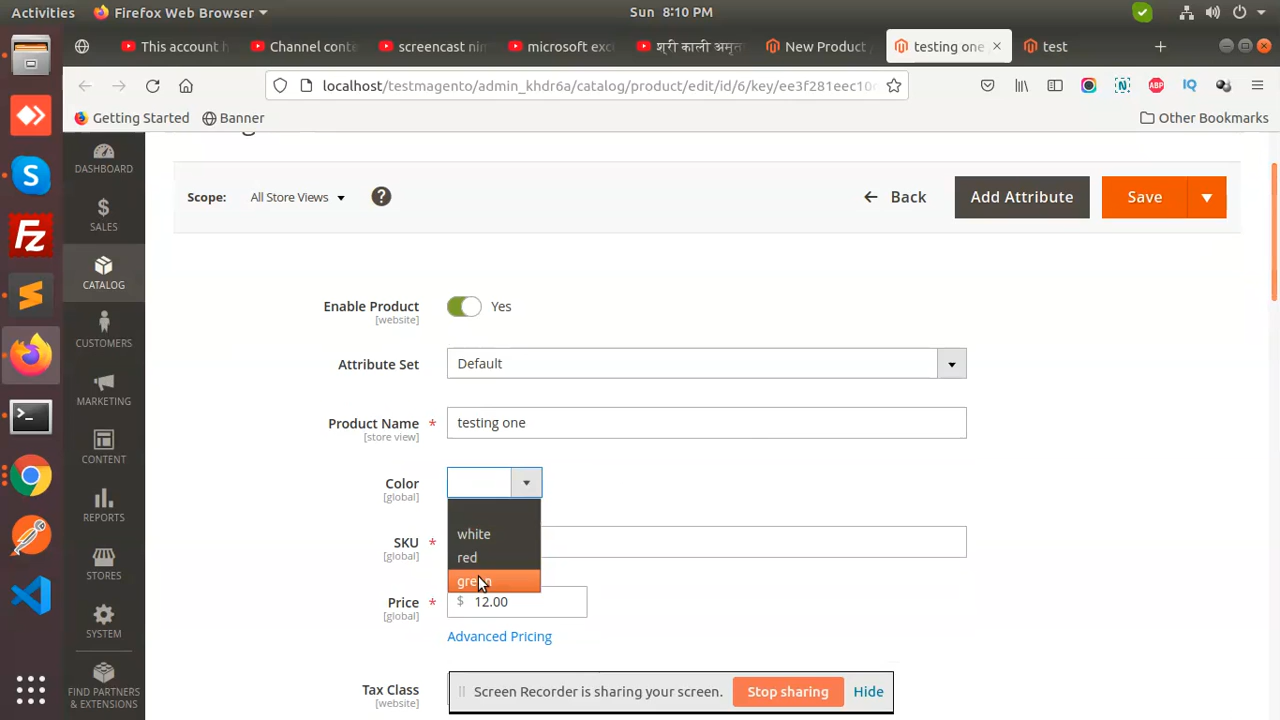 Activities
Firefox Web Browser
Sun 8:10 PM
This account h
Channel conte
screencast nin
microsoft exc
श्री काली अमृत
New Product /
testing one
test
localhost/testmagento/admin_khdr6a/catalog/product/edit/id/6/key/ee3f281eec10
Getting Started
Banner
Other Bookmarks
DASHBOARD
SALES
CATALOG
CUSTOMERS
MARKETING
CONTENT
REPORTS
STORES
SYSTEM
FIND PARTNERS
& EXTENSIONS
Scope:
All Store Views
?
Back
Add Attribute
Save
Enable Product
[website]
Yes
Attribute Set
Default
Product Name *
[store view]
testing one
Color
[global]
white
red
green
SKU *
[global]
Price *
[global]
$ 12.00
Advanced Pricing
Tax Class
[website]
Screen Recorder is sharing your screen.
Stop sharing
Hide